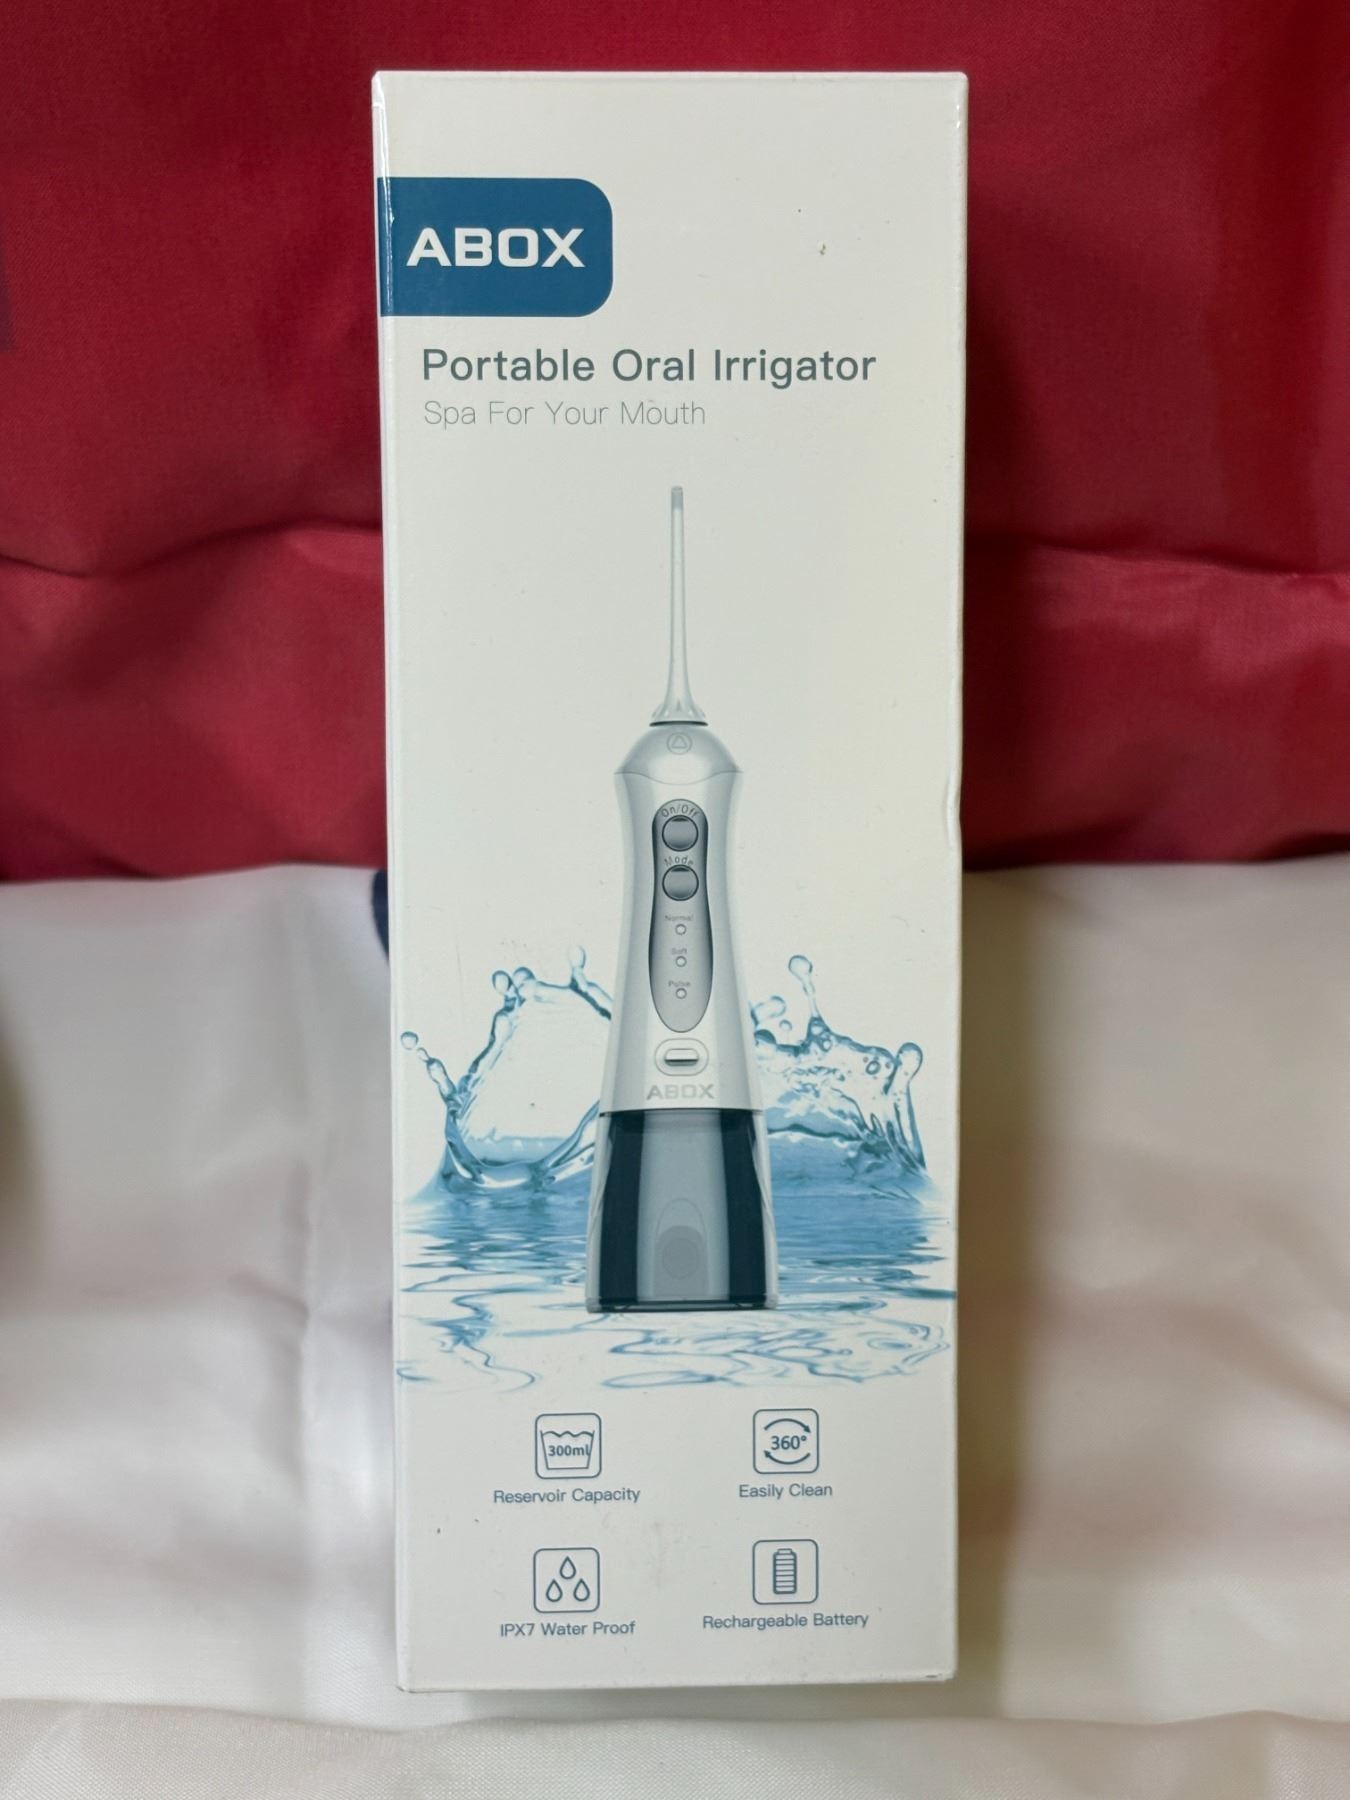 ABOX
Portable Oral Irrigator
Spa For Your Mouth
On/Off
Mode
Normal
Soft
Pulse
ABOX
300ml
Reservoir Capacity
360°
Easily Clean
IPX7 Water Proof
Rechargeable Battery